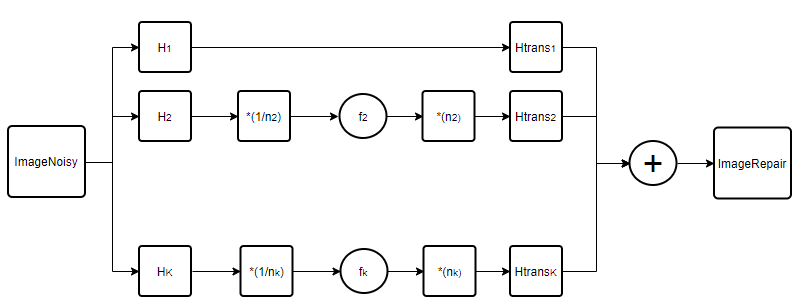 H1
Htrans1
H2
*(1/n2)
f2
*(n2)
Htrans2
ImageNoisy
+
ImageRepair
HK
*(1/nk)
fk
*(nk)
HtransK